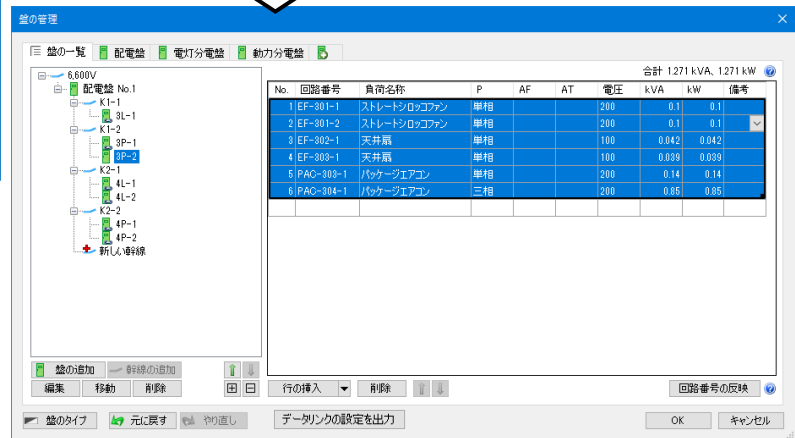 盤の管理
盤の一覧 配電盤 電灯分電盤 動力分電盤
合計 1.271 kVA、1.271 kW
6,600V
配電盤 No.1
K1-1
3L-1
K1-2
3P-1
3P-2
K2-1
4L-1
4L-2
K2-2
4P-1
4P-2
新しい幹線
No. 回路番号 負荷名称 P AF AT 電圧 kVA kW 備考
1 EF-301-1 ストレートシロッコファン 単相 200 0.1 0.1
2 EF-301-2 ストレートシロッコファン 単相 200 0.1 0.1
3 EF-302-1 天井扇 単相 100 0.042 0.042
4 EF-303-1 天井扇 単相 100 0.039 0.039
5 PAC-303-1 パッケージエアコン 単相 200 0.14 0.14
6 PAC-304-1 パッケージエアコン 三相 200 0.85 0.85
盤の追加 幹線の追加
編集 移動 削除
行の挿入 削除 回路番号の反映
盤のタイプ 元に戻す やり直し データリンクの設定を出力 OK キャンセル